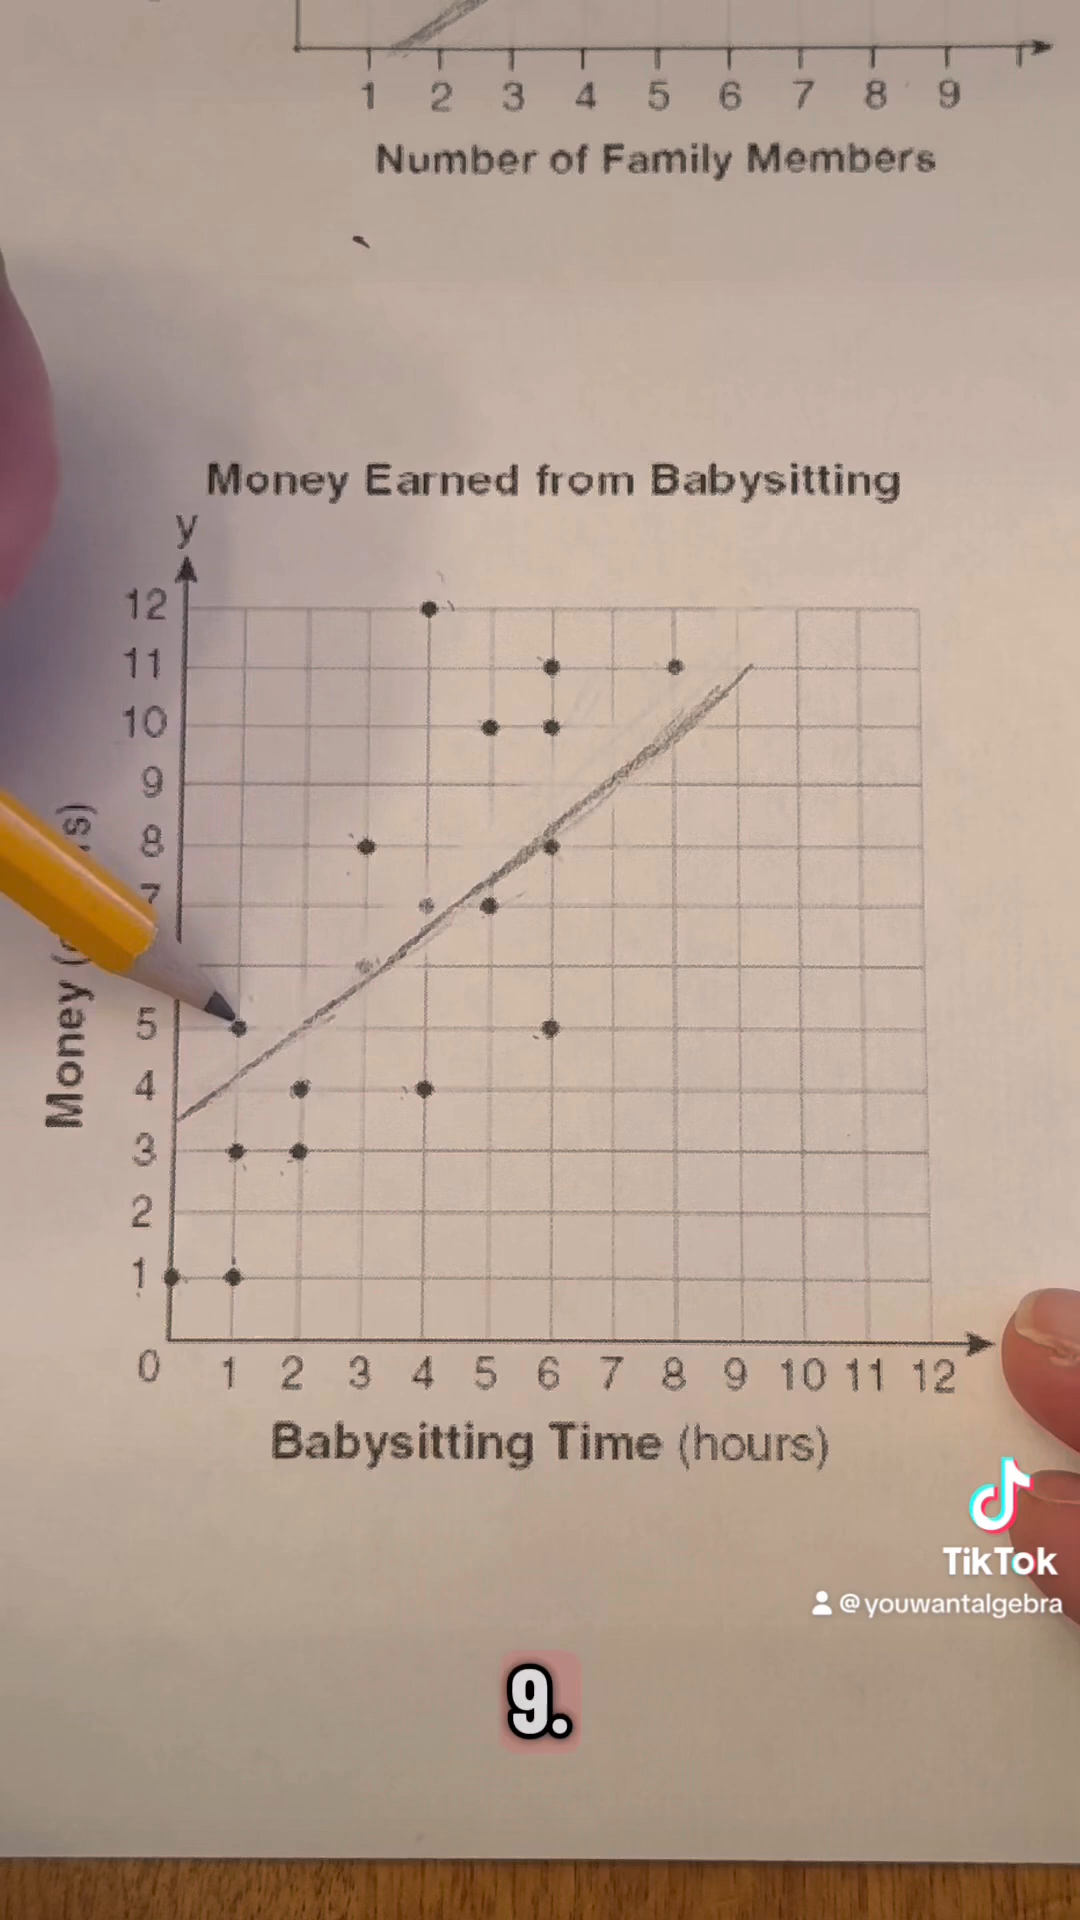 1 2 3 4 5 6 7 8 9
Number of Family Members
Money Earned from Babysitting
y
12
11
10
9
8
7
5
4
3
2
1
0 1 2 3 4 5 6 7 8 9 10 11 12
Money
Babysitting Time (hours)
TikTok
@youwantalgebra
9.